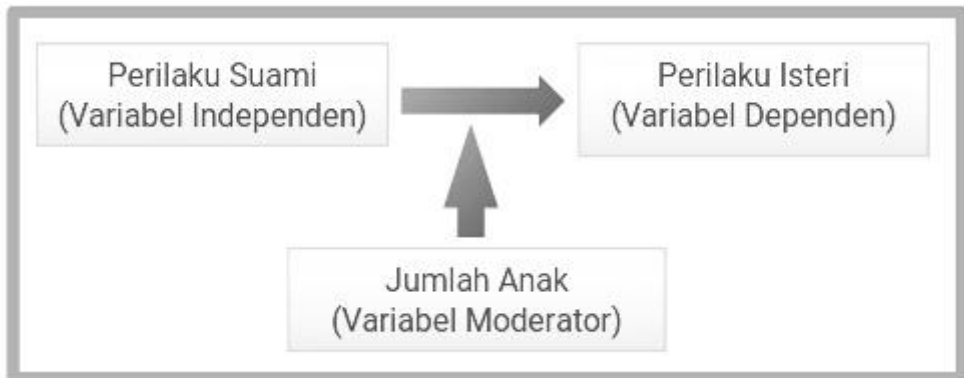 Perilaku Suami
(Variabel Independen)
Perilaku Isteri
(Variabel Dependen)
Jumlah Anak
(Variabel Moderator)